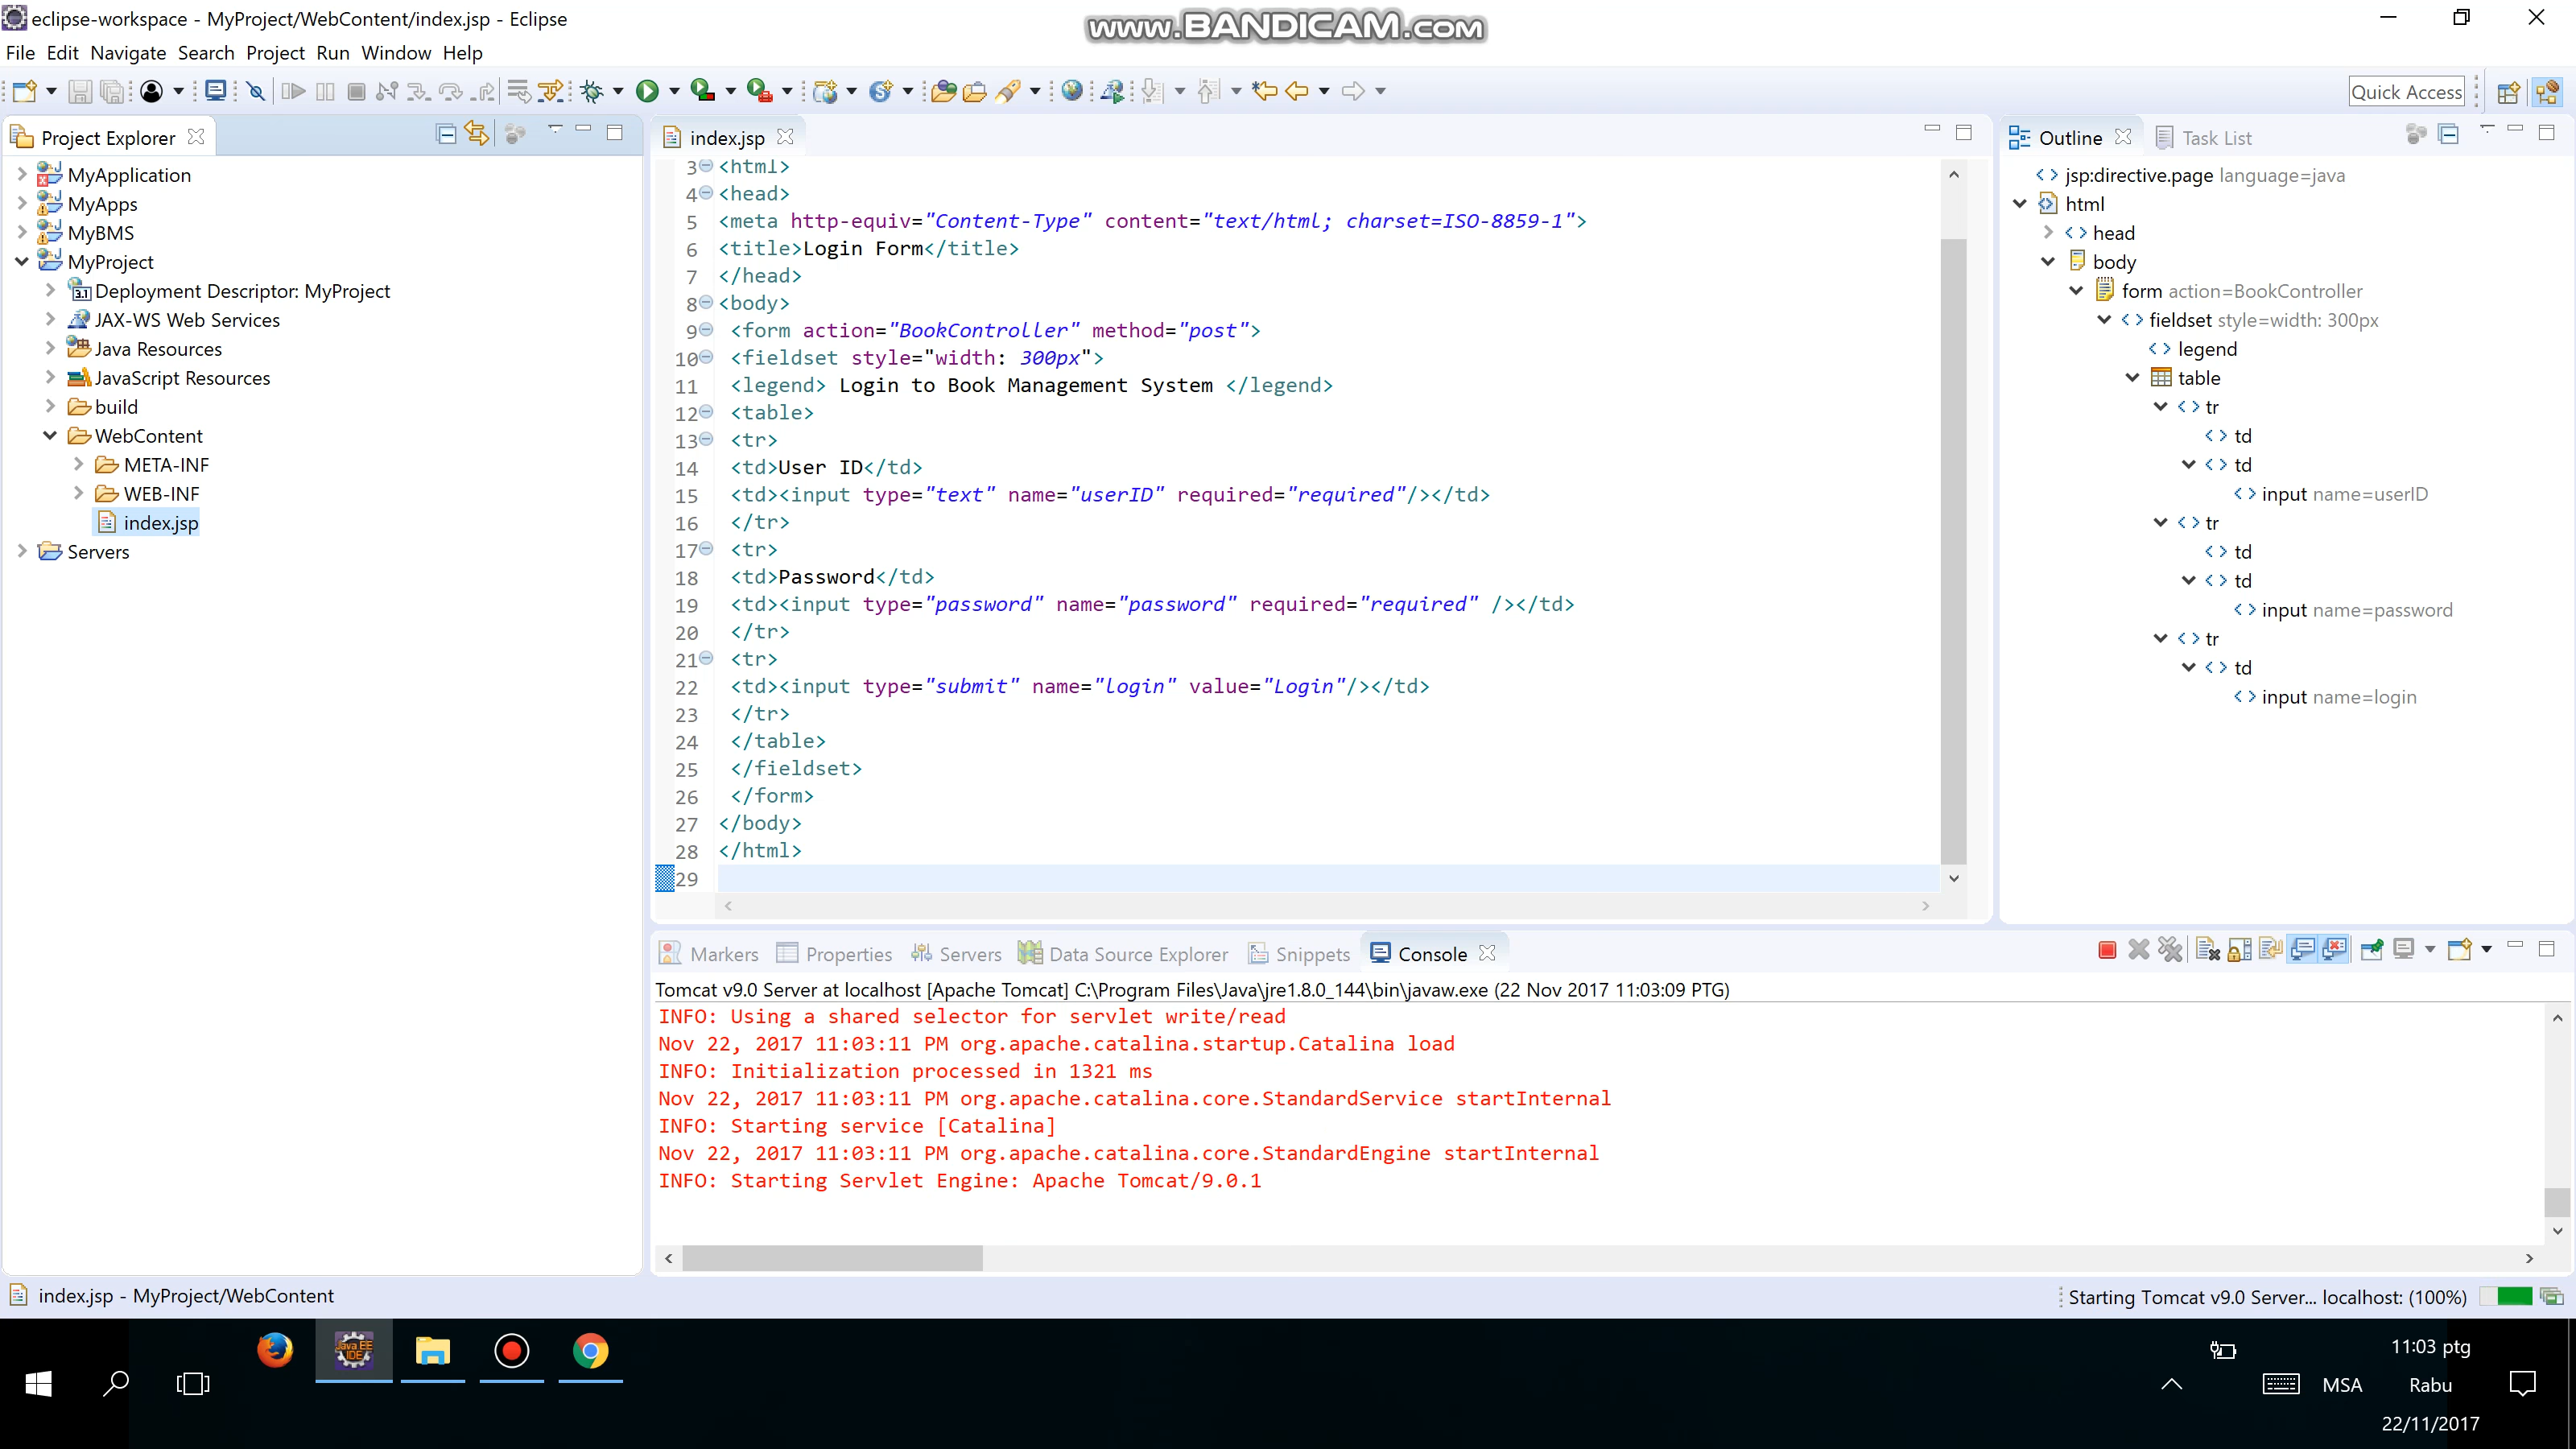 eclipse-workspace - MyProject/WebContent/index.jsp - Eclipse
www.BANDICAM.com
File Edit Navigate Search Project Run Window Help
Quick Access
Project Explorer
MyApplication
MyApps
MyBMS
MyProject
3.1 Deployment Descriptor: MyProject
JAX-WS Web Services
Java Resources
JavaScript Resources
build
WebContent
META-INF
WEB-INF
index.jsp
Servers
index.jsp
3 <html>
4 <head>
5 <meta http-equiv="Content-Type" content="text/html; charset=ISO-8859-1">
6 <title>Login Form</title>
7 </head>
8 <body>
9 <form action="BookController" method="post">
10 <fieldset style="width: 300px">
11 <legend> Login to Book Management System </legend>
12 <table>
13 <tr>
14 <td>User ID</td>
15 <td><input type="text" name="userID" required="required"/></td>
16 </tr>
17 <tr>
18 <td>Password</td>
19 <td><input type="password" name="password" required="required" /></td>
20 </tr>
21 <tr>
22 <td><input type="submit" name="login" value="Login"/></td>
23 </tr>
24 </table>
25 </fieldset>
26 </form>
27 </body>
28 </html>
29
Outline Task List
jsp:directive.page language=java
html
head
body
form action=BookController
fieldset style=width: 300px
legend
table
tr
td
td
input name=userID
tr
td
td
input name=password
tr
td
input name=login
Markers Properties Servers Data Source Explorer Snippets Console
Tomcat v9.0 Server at localhost [Apache Tomcat] C:\Program Files\Java\jre1.8.0_144\bin\javaw.exe (22 Nov 2017 11:03:09 PTG)
INFO: Using a shared selector for servlet write/read
Nov 22, 2017 11:03:11 PM org.apache.catalina.startup.Catalina load
INFO: Initialization processed in 1321 ms
Nov 22, 2017 11:03:11 PM org.apache.catalina.core.StandardService startInternal
INFO: Starting service [Catalina]
Nov 22, 2017 11:03:11 PM org.apache.catalina.core.StandardEngine startInternal
INFO: Starting Servlet Engine: Apache Tomcat/9.0.1
index.jsp - MyProject/WebContent
Starting Tomcat v9.0 Server... localhost: (100%)
Java EE
IDE
11:03 ptg
MSA
Rabu
22/11/2017